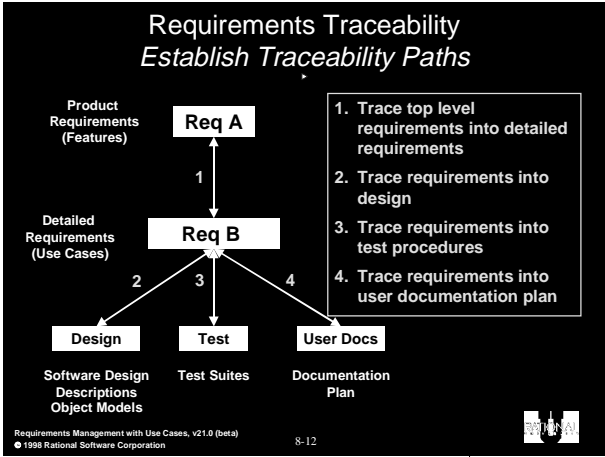 Requirements Traceability
Establish Traceability Paths
Product
Requirements
(Features)
Req A
1
Detailed
Requirements
(Use Cases)
Req B
2
3
4
Design
Test
User Docs
Software Design
Descriptions
Object Models
Test Suites
Documentation
Plan
1. Trace top level
requirements into detailed
requirements
2. Trace requirements into
design
3. Trace requirements into
test procedures
4. Trace requirements into
user documentation plan
Requirements Management with Use Cases, v21.0 (beta)
1998 Rational Software Corporation
8-12
RATIONAL